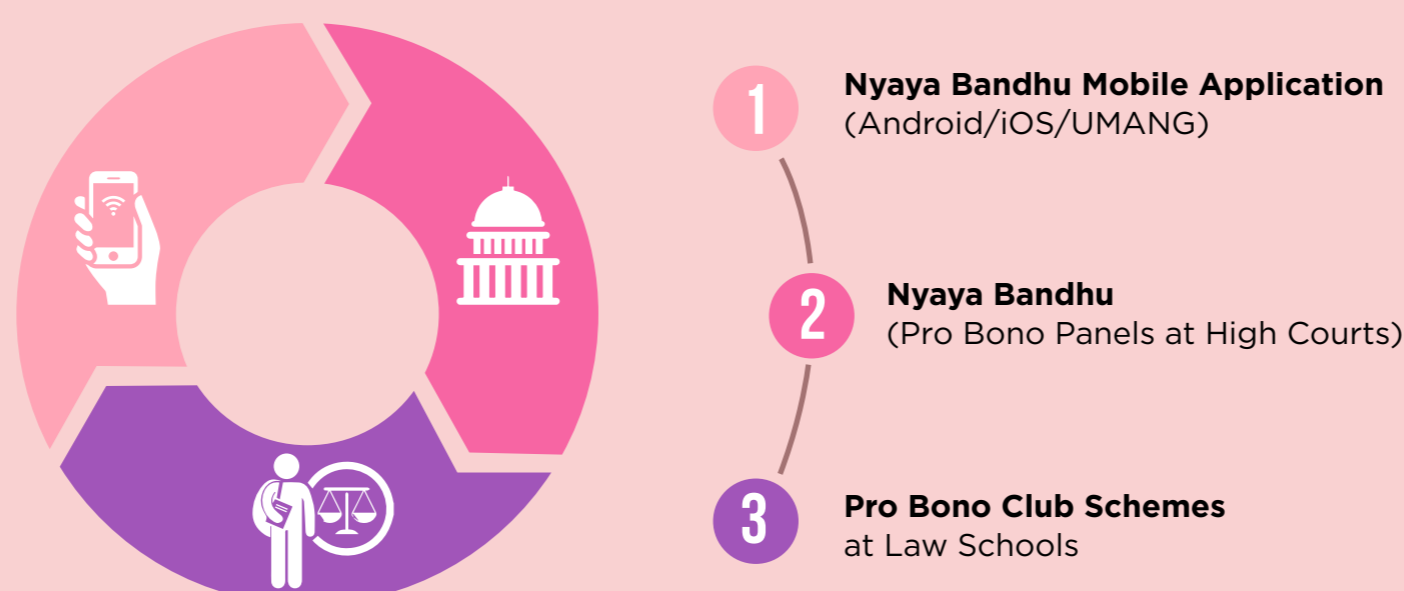 1
Nyaya Bandhu Mobile Application
(Android/iOS/UMANG)
2
Nyaya Bandhu
(Pro Bono Panels at High Courts)
3
Pro Bono Club Schemes
at Law Schools